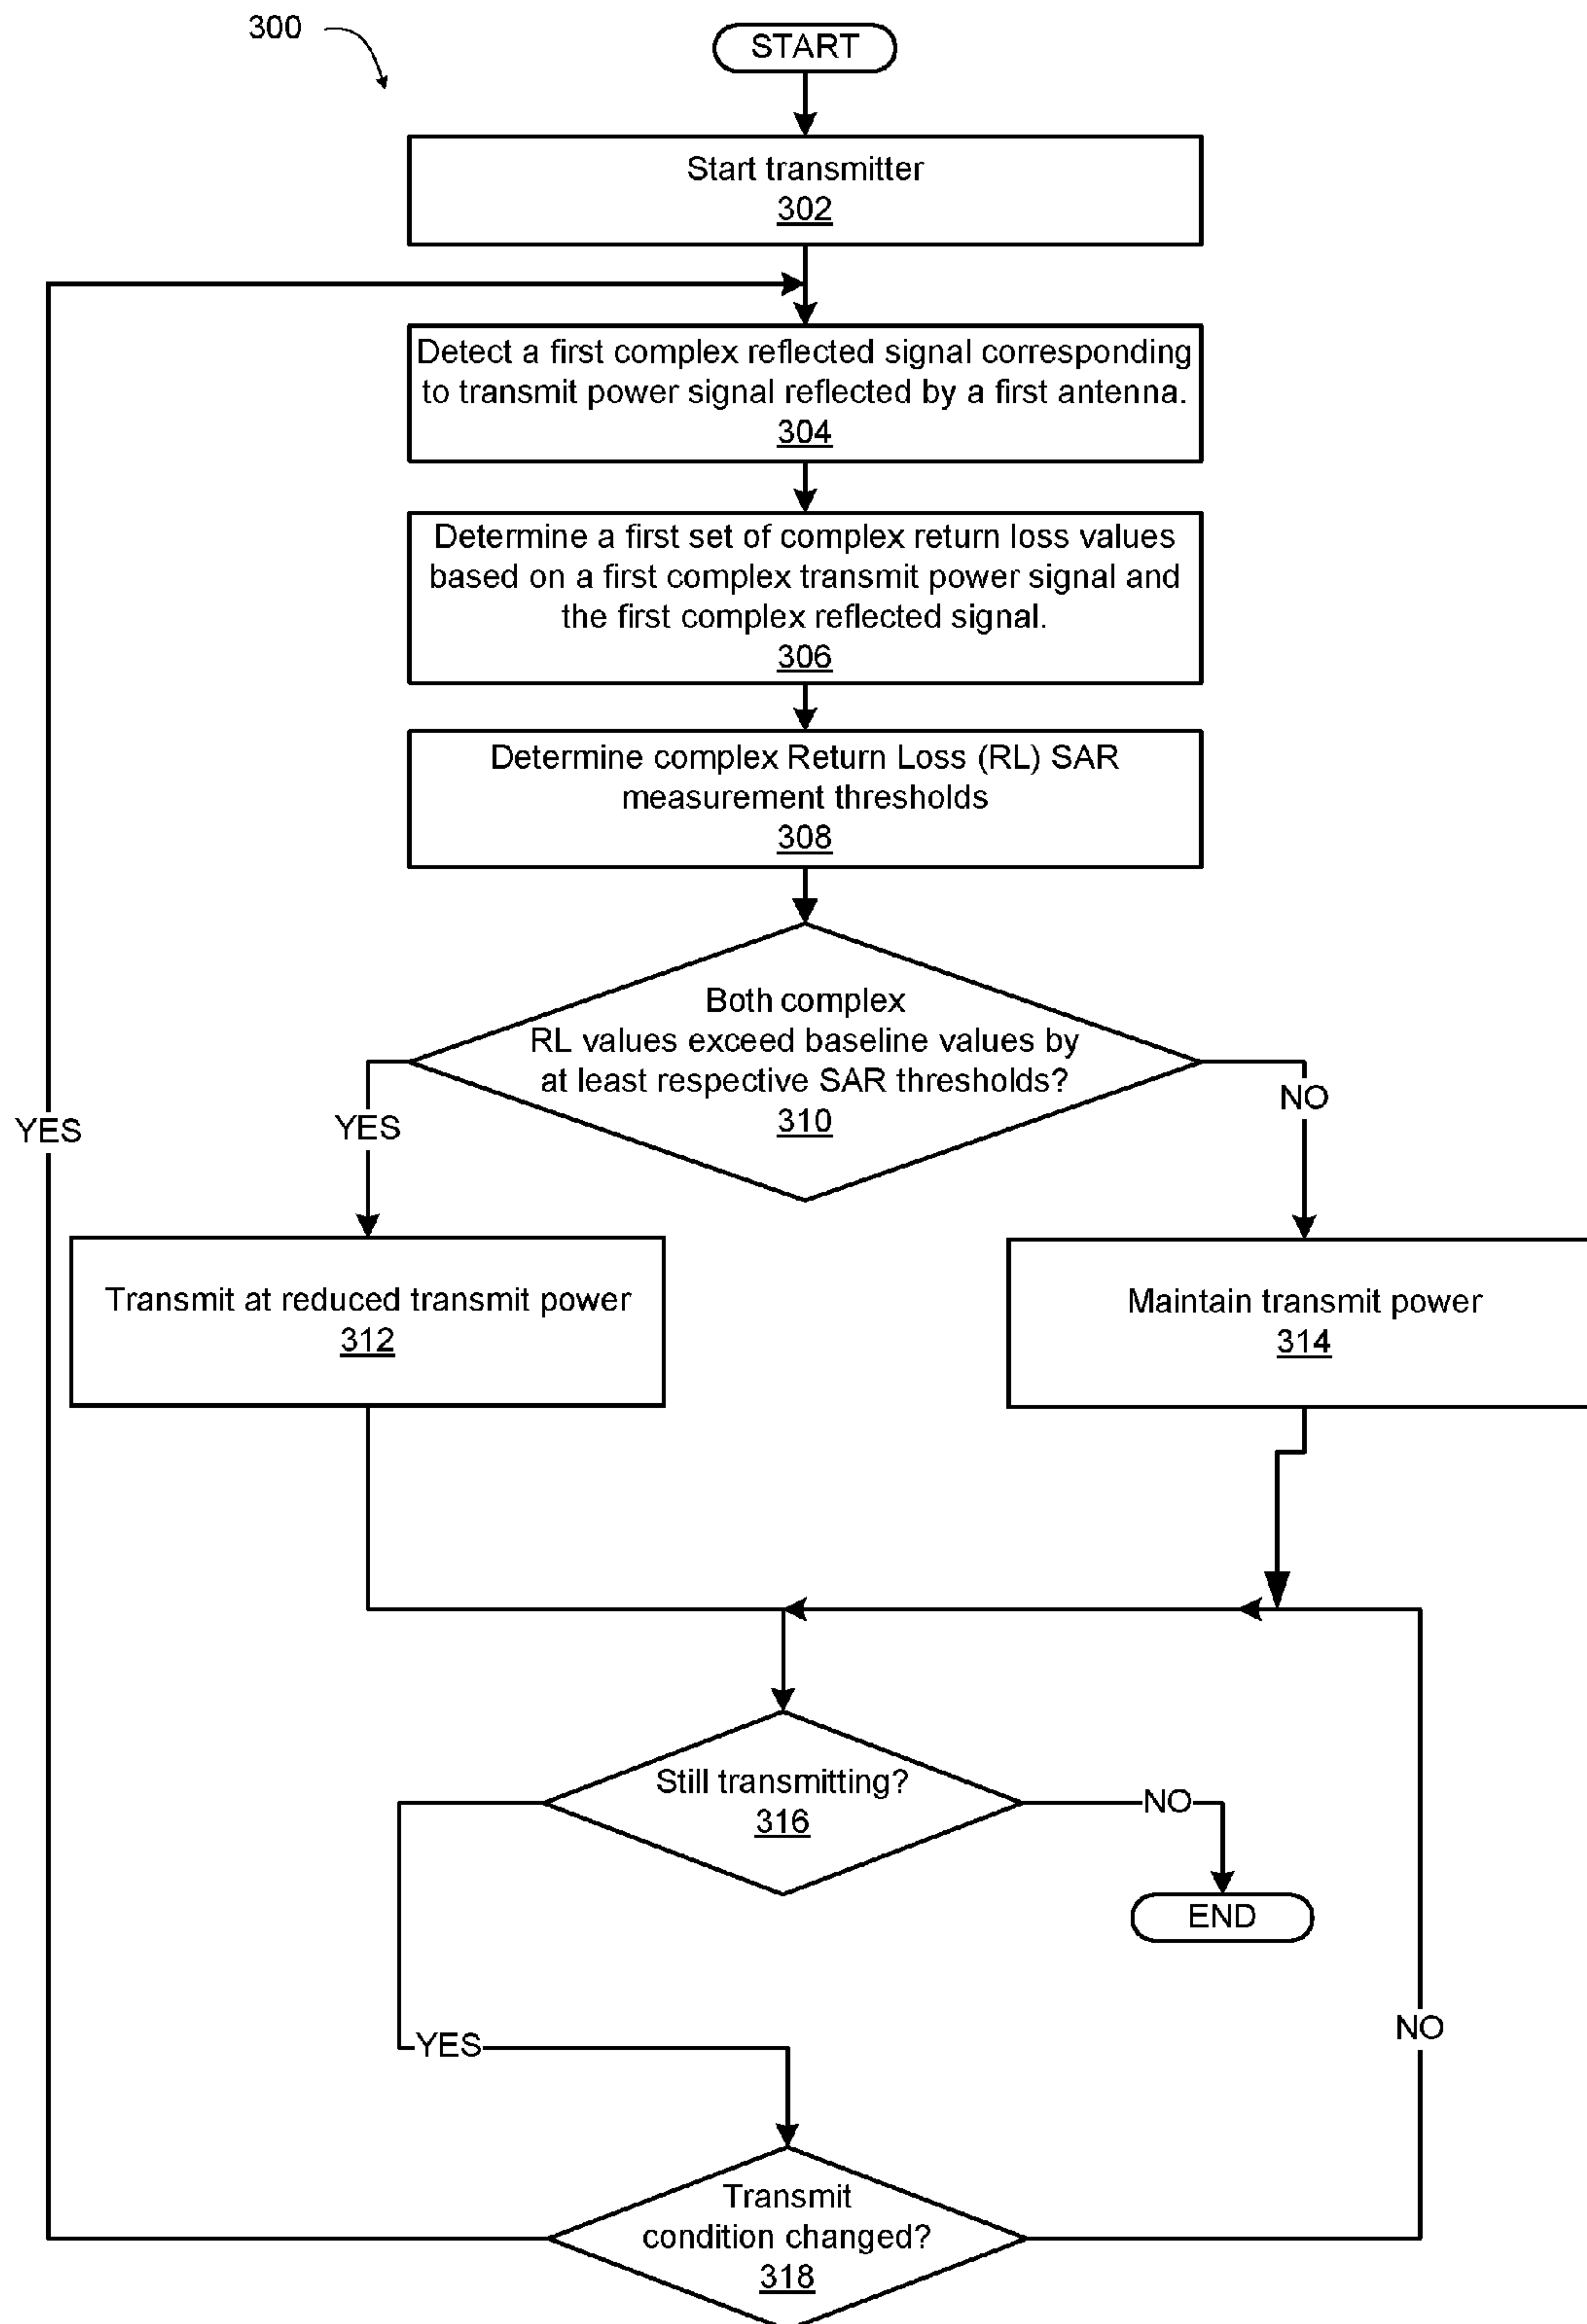 300
START
Start transmitter
302
Detect a first complex reflected signal corresponding
to transmit power signal reflected by a first antenna.
304
Determine a first set of complex return loss values
based on a first complex transmit power signal and
the first complex reflected signal.
306
Determine complex Return Loss (RL) SAR
measurement thresholds
308
Both complex
RL values exceed baseline values by
at least respective SAR thresholds?
310
YES
YES
NO
Transmit at reduced transmit power
312
Maintain transmit power
314
Still transmitting?
316
NO
END
YES
NO
Transmit
condition changed?
318